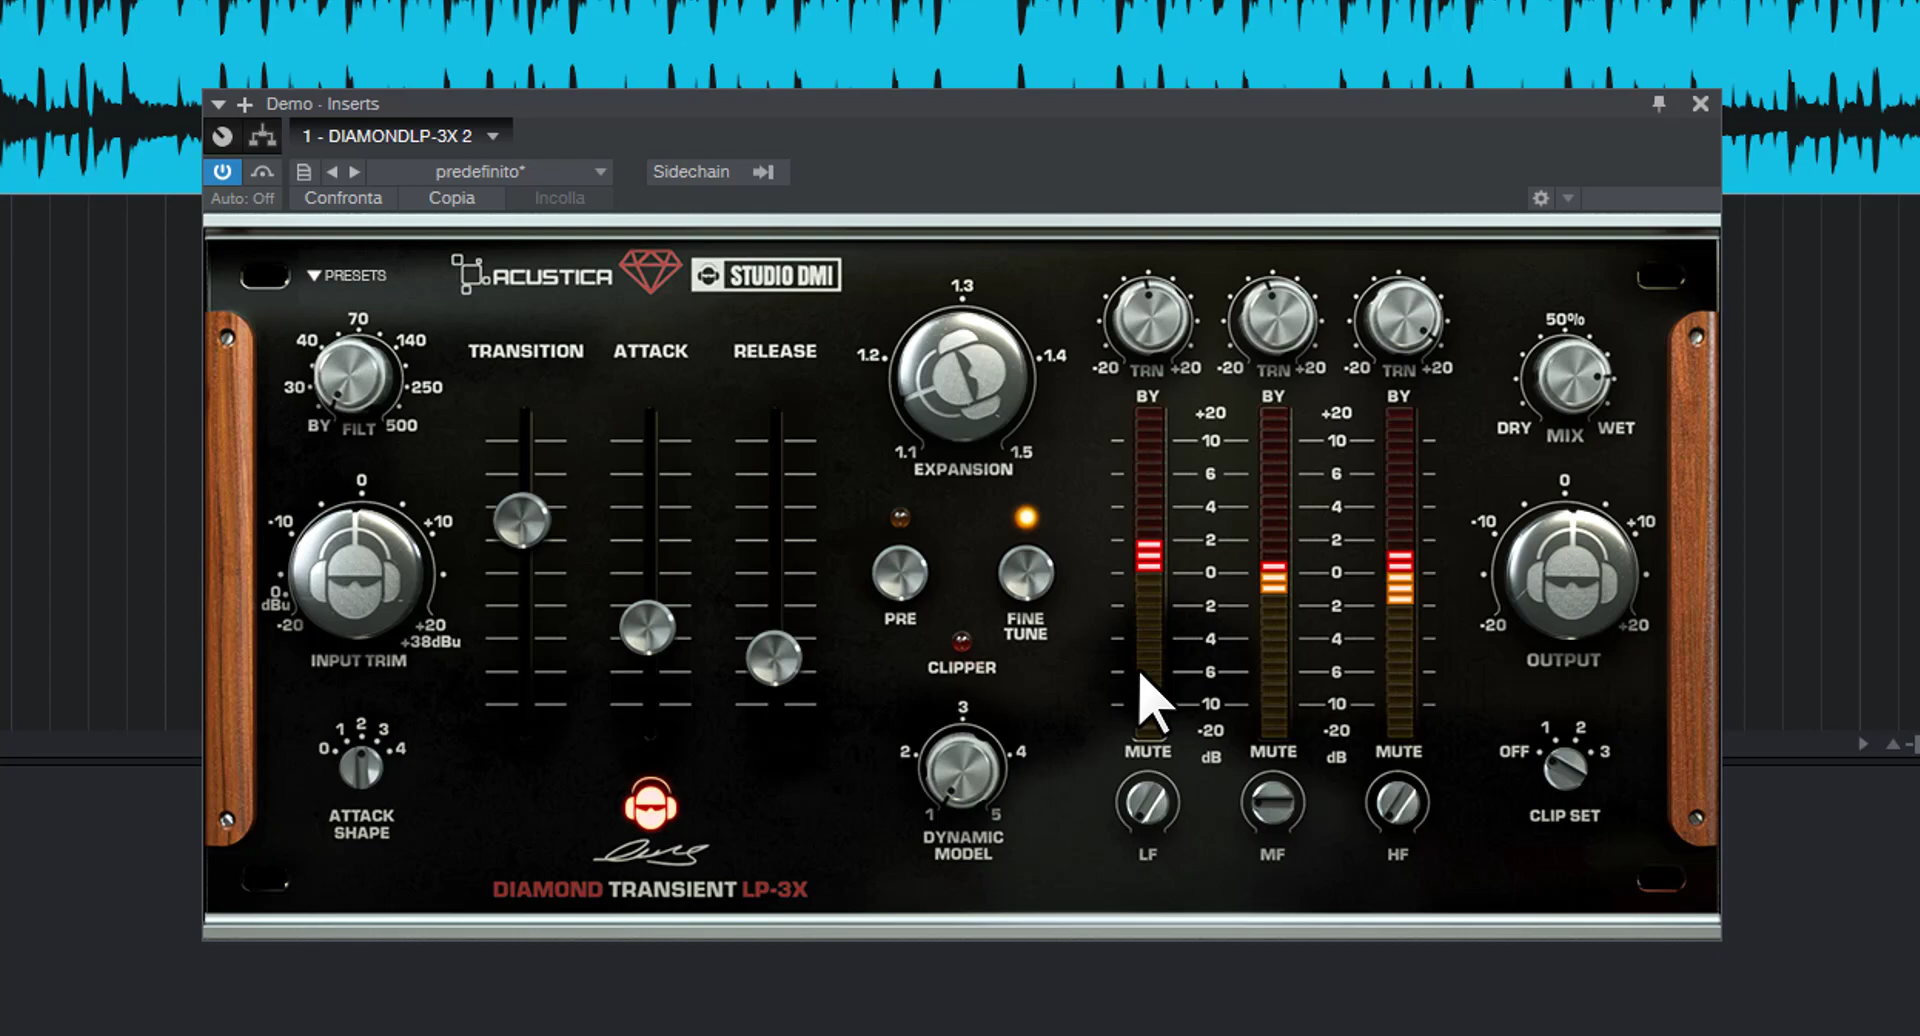 Demo - Inserts
1 - DIAMONDLP-3X 2
predefinito*
Sidechain
Auto: Off
Confronta
Copia
Incolla
PRESETS
ACUSTICA
STUDIO DMI
30 40 70 140 250 500
BY FILT
TRANSITION
ATTACK
RELEASE
1.1 1.2 1.3 1.4 1.5
EXPANSION
-20 TRN +20
-20 TRN +20
-20 TRN +20
BY
BY
BY
50%
DRY MIX WET
0
-10 +10
0. dBu
-20 +20
+38dBu
INPUT TRIM
PRE
FINE
TUNE
CLIPPER
+20 +20
10 10
6 6
4 4
2 2
0 0
2 2
4 4
6 6
10 10
-20 -20
dB dB
MUTE MUTE MUTE
LF MF HF
0
-10 +10
-20 +20
OUTPUT
0 1 2 3 4
ATTACK
SHAPE
DIAMOND TRANSIENT LP-3X
1 2 3 4 5
DYNAMIC
MODEL
OFF 1 2 3
CLIP SET